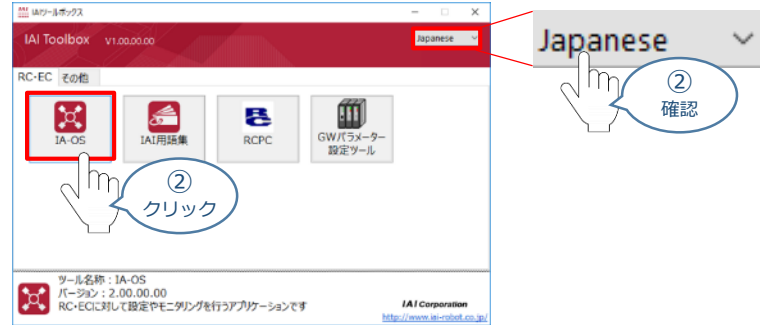 IAIツールボックス
IAI Toolbox V1.00.00.00
Japanese
Japanese
②
確認
RC・EC その他
IA-OS
IAI用語集
RCPC
GWパラメーター
設定ツール
②
クリック
ツール名称：IA-OS
バージョン：2.00.00.00
RC・ECに対して設定やモニタリングを行うアプリケーションです
IAI Corporation
http://www.iai-robot.co.jp/